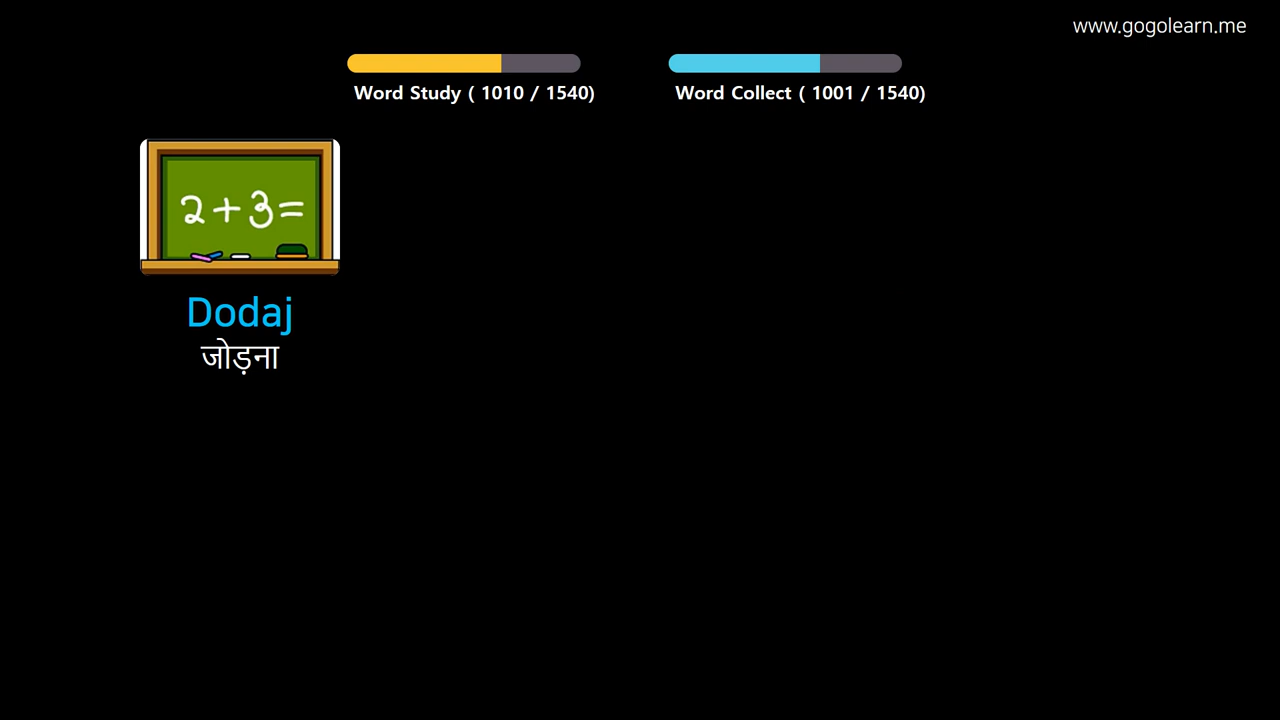 www.gogolearn.me
Word Study ( 1010 / 1540)
Word Collect ( 1001 / 1540)
2+3=
Dodaj
जोड़ना